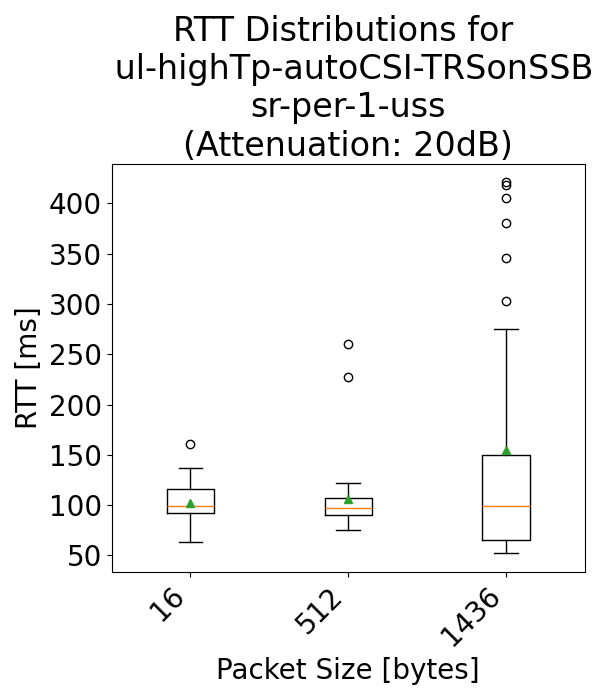 RTT Distributions for
ul-highTp-autoCSI-TRSonSSB
sr-per-1-uss
(Attenuation: 20dB)
400
350
300
250
200
150
100
50
RTT [ms]
16
512
1436
Packet Size [bytes]